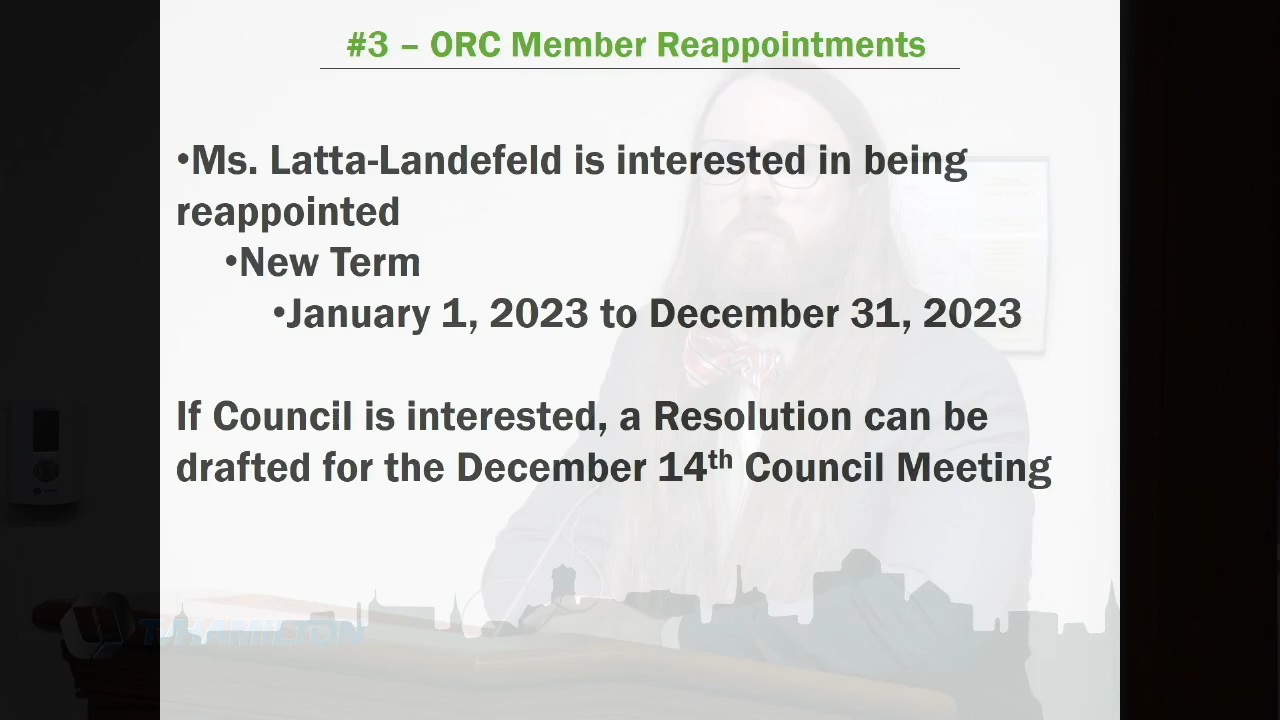 #3 – ORC Member Reappointments
•Ms. Latta-Landefeld is interested in being
reappointed
•New Term
•January 1, 2023 to December 31, 2023
If Council is interested, a Resolution can be
drafted for the December 14th Council Meeting
TvHAMILTON